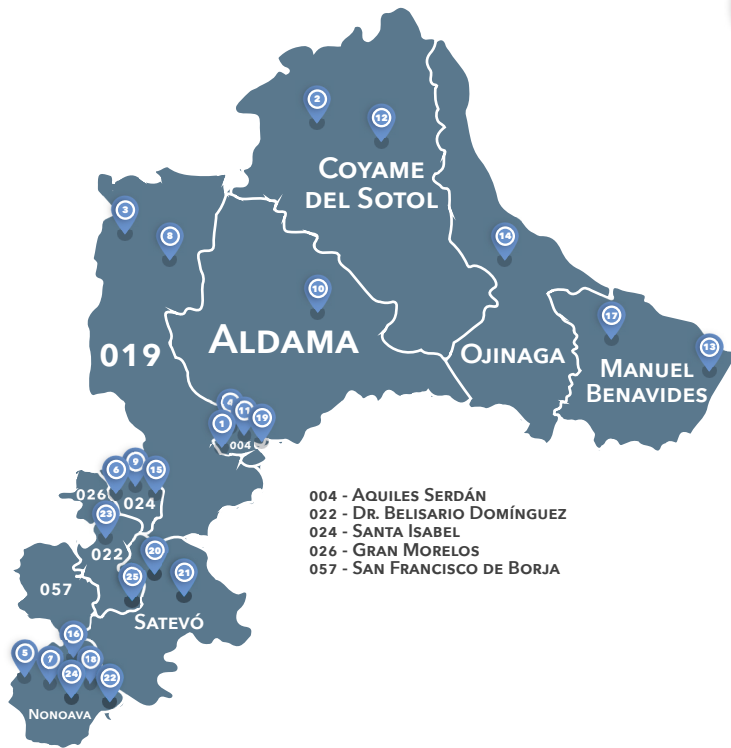 2
12
COYAME
DEL SOTOL
3
8
14
10
17
13
019
ALDAMA
OJINAGA
MANUEL
BENAVIDES
4
11
1
19
004
9
6
15
026
024
23
022
20
25
21
057
SATEVÓ
16
5
7
18
24
22
NONOAVA
004 - AQUILES SERDÁN
022 - DR. BELISARIO DOMÍNGUEZ
024 - SANTA ISABEL
026 - GRAN MORELOS
057 - SAN FRANCISCO DE BORJA